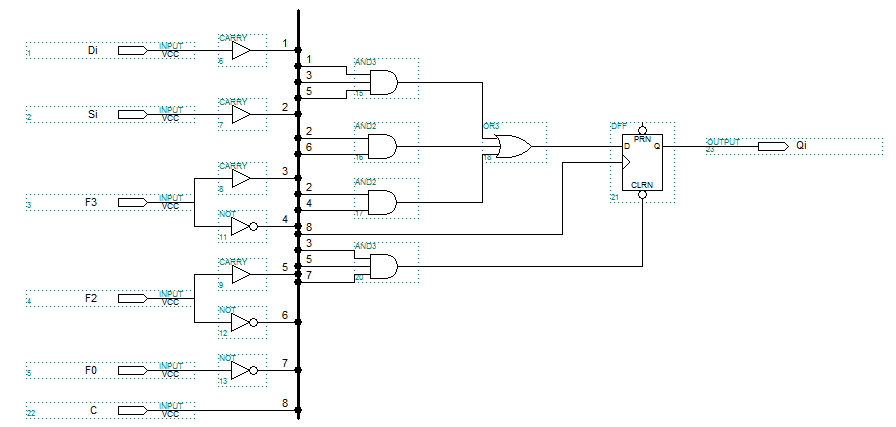 Di INPUT VCC CARRY 1
1 6
1 AND3
3
5 15
Si INPUT VCC CARRY 2
2 7
2 AND2 OR3 DFF
6 16 18 D PRN Q OUTPUT Qi
23
CLRN
21
F3 INPUT VCC CARRY 3
3 8
2 AND2
4 17
NOT 4
11
8
3 AND3
5
7 20
F2 INPUT VCC CARRY 5
4 9
NOT 6
12
F0 INPUT VCC NOT 7
5 13
C INPUT VCC 8
22